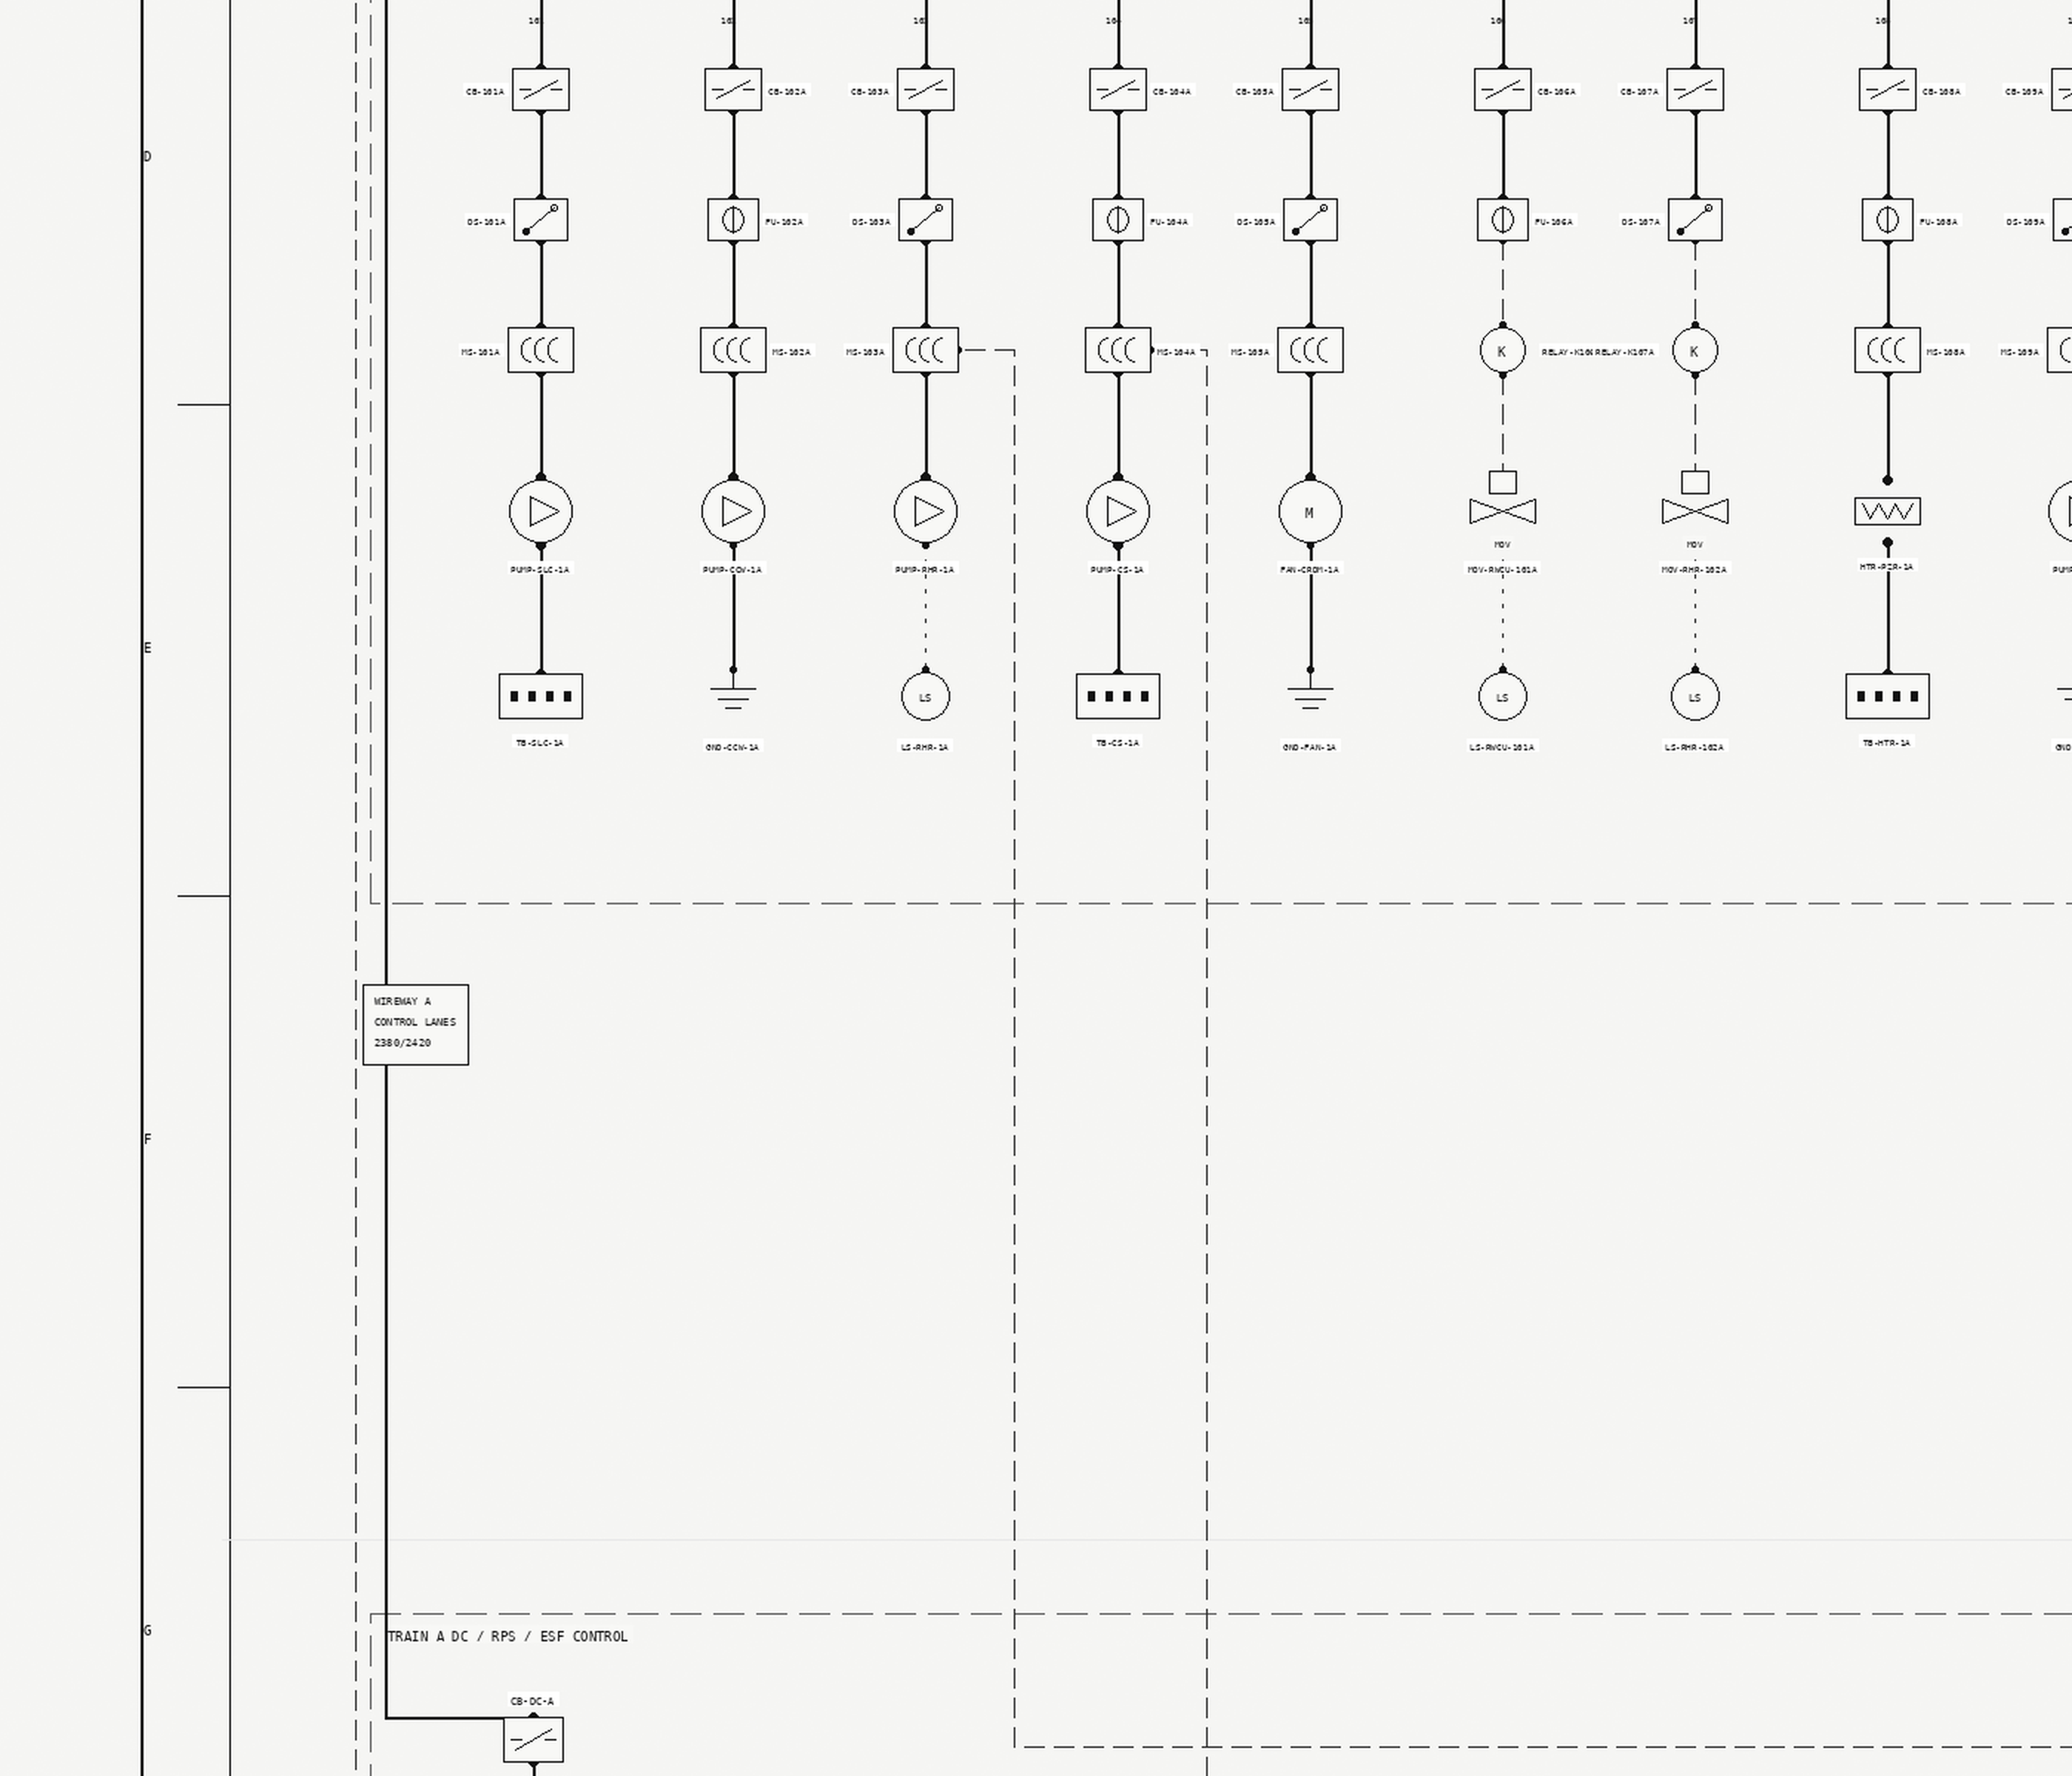 CB-101A
CB-102A
CB-103A
CB-104A
CB-105A
CB-106A
CB-107A
CB-108A
CB-109A
D
DS-101A
FU-102A
DS-103A
FU-104A
DS-105A
FU-106A
DS-107A
FU-108A
DS-109A
MS-101A
MS-102A
MS-103A
MS-104A
MS-105A
K
RELAY-K107A
K
MS-108A
MS-109A
M
MOV
MOV
PUMP-SLC-1A
PUMP-CCW-1A
PUMP-RHR-1A
PUMP-CS-1A
FAN-CRDM-1A
MOV-RWCU-101A
MOV-RHR-102A
HTR-PZR-1A
E
LS
LS
LS
TB-SLC-1A
GND-CCW-1A
LS-RHR-1A
TB-CS-1A
GND-FAN-1A
LS-RWCU-101A
LS-RHR-102A
TB-HTR-1A
WIREWAY A
CONTROL LANES
2380/2420
F
G
TRAIN A DC / RPS / ESF CONTROL
CB-DC-A